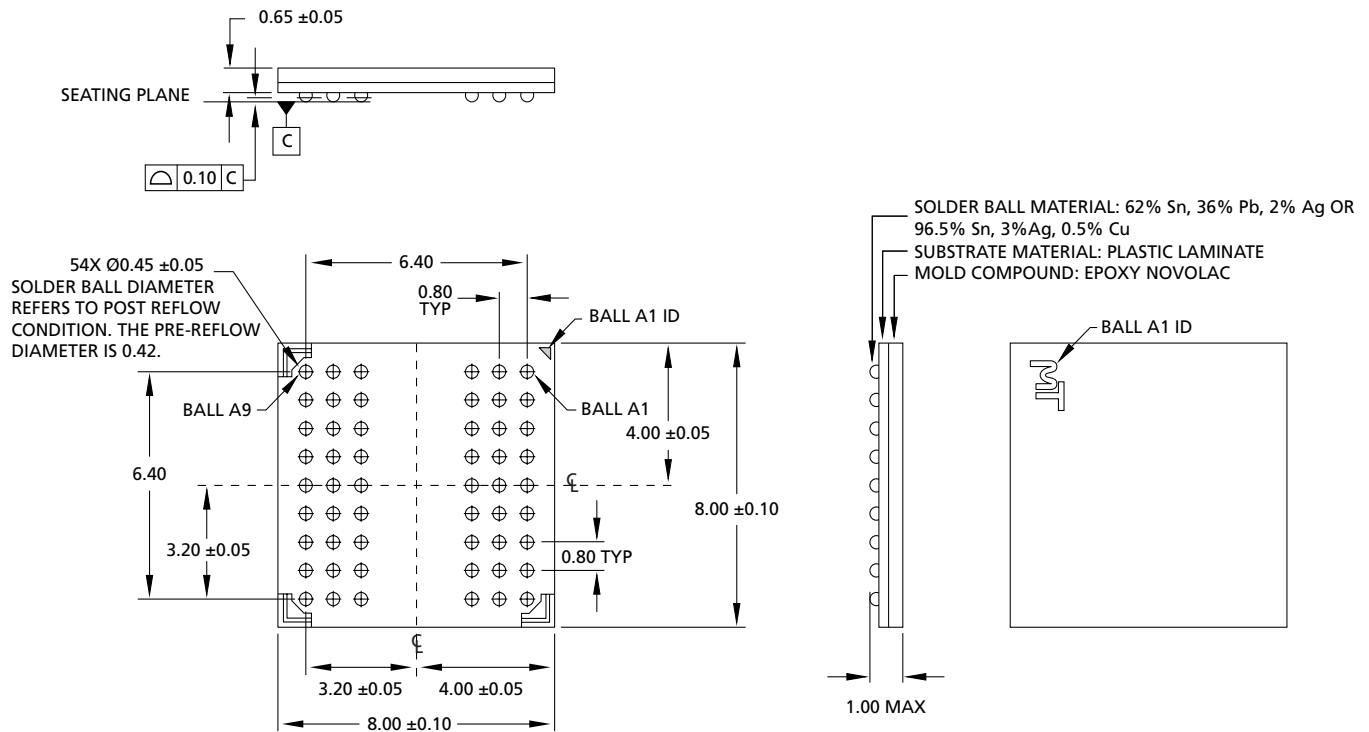 0.65 ±0.05
SEATING PLANE
C
0.10 C
SOLDER BALL MATERIAL: 62% Sn, 36% Pb, 2% Ag OR
96.5% Sn, 3%Ag, 0.5% Cu
SUBSTRATE MATERIAL: PLASTIC LAMINATE
MOLD COMPOUND: EPOXY NOVOLAC
54X Ø0.45 ±0.05
SOLDER BALL DIAMETER
REFERS TO POST REFLOW
CONDITION. THE PRE-REFLOW
DIAMETER IS 0.42.
6.40
0.80
TYP
BALL A1 ID
BALL A1 ID
MT
BALL A9
BALL A1
4.00 ±0.05
6.40
℄
8.00 ±0.10
3.20 ±0.05
0.80 TYP
℄
3.20 ±0.05
4.00 ±0.05
8.00 ±0.10
1.00 MAX